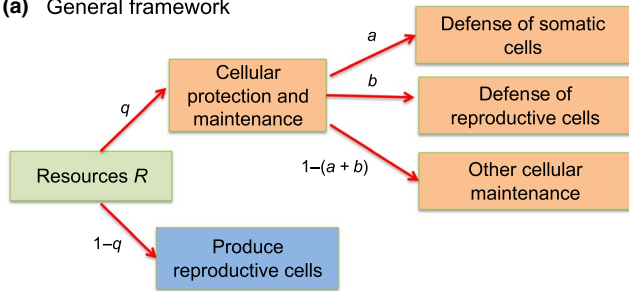 (a) General framework
a
Defense of somatic
cells
Cellular
protection and
maintenance
b
Defense of
reproductive cells
q
1–(a + b)
Other cellular
maintenance
Resources R
1–q
Produce
reproductive cells